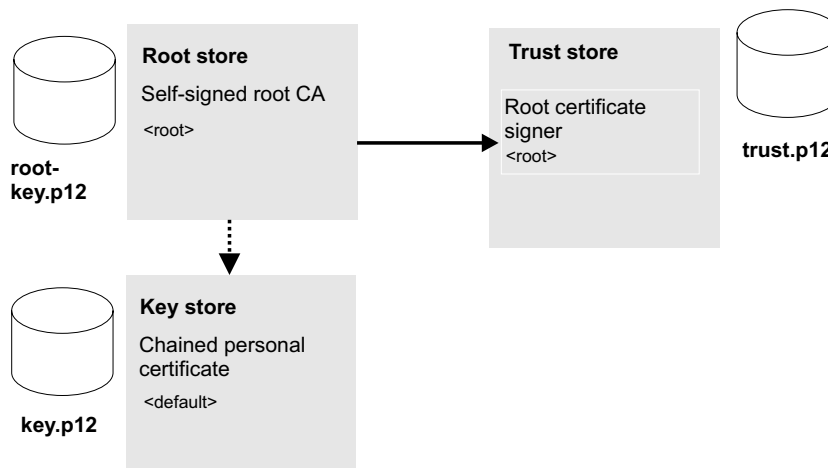 Root store
Self-signed root CA
<root>
root-
key.p12
Trust store
Root certificate
signer
<root>
trust.p12
Key store
Chained personal
certificate
<default>
key.p12